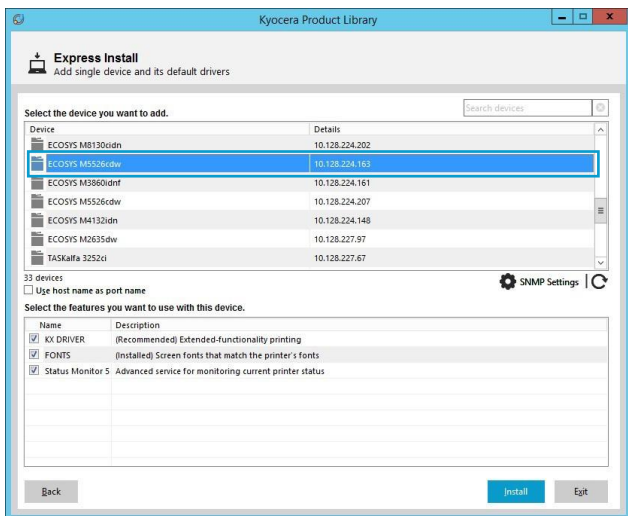 Kyocera Product Library
Express Install
Add single device and its default drivers
Select the device you want to add.
Search devices
Device Details
ECOSYS M8130cidn 10.128.224.202
ECOSYS M5526cdw 10.128.224.163
ECOSYS M3860idnf 10.128.224.161
ECOSYS M5526cdw 10.128.224.207
ECOSYS M4132idn 10.128.224.148
ECOSYS M2635dw 10.128.227.97
TASKalfa 3252ci 10.128.227.67
33 devices
SNMP Settings
Use host name as port name
Select the features you want to use with this device.
Name Description
KX DRIVER (Recommended) Extended-functionality printing
FONTS (Installed) Screen fonts that match the printer's fonts
Status Monitor 5 Advanced service for monitoring current printer status
Back Install Exit